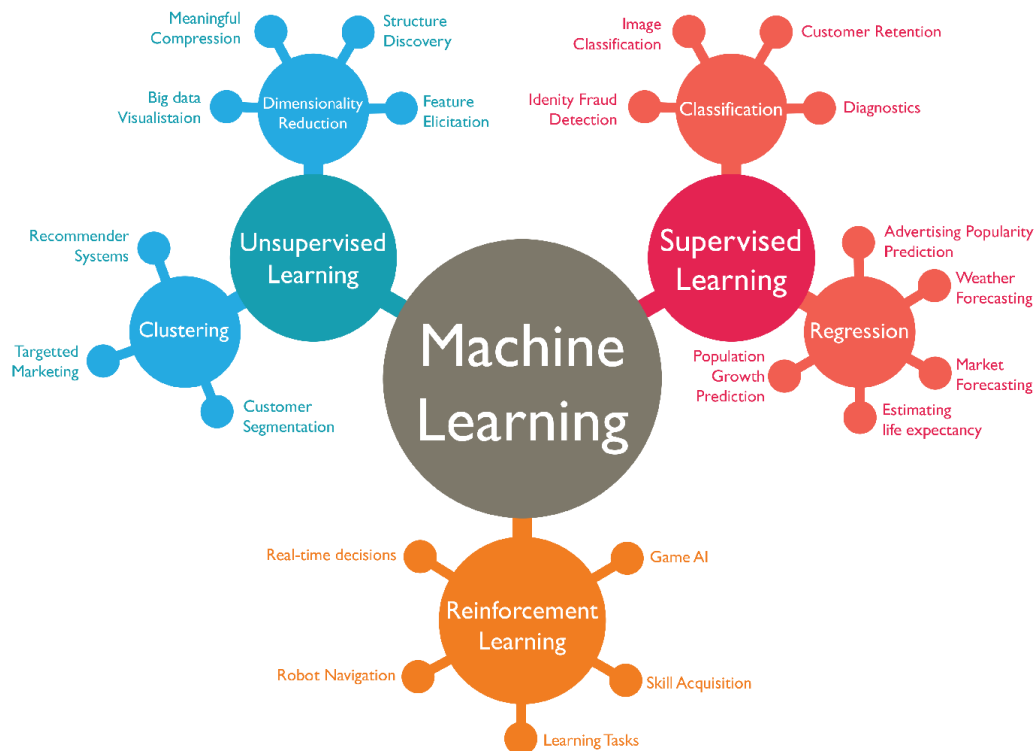 Meaningful
Compression
Structure
Discovery
Big data
Visualistaion
Dimensionality
Reduction
Feature
Elicitation
Image
Classification
Customer Retention
Idenity Fraud
Detection
Classification
Diagnostics
Unsupervised
Learning
Supervised
Learning
Recommender
Systems
Clustering
Targetted
Marketing
Customer
Segmentation
Machine
Learning
Advertising Popularity
Prediction
Weather
Forecasting
Regression
Population
Growth
Prediction
Market
Forecasting
Estimating
life expectancy
Real-time decisions
Game AI
Reinforcement
Learning
Robot Navigation
Skill Acquisition
Learning Tasks